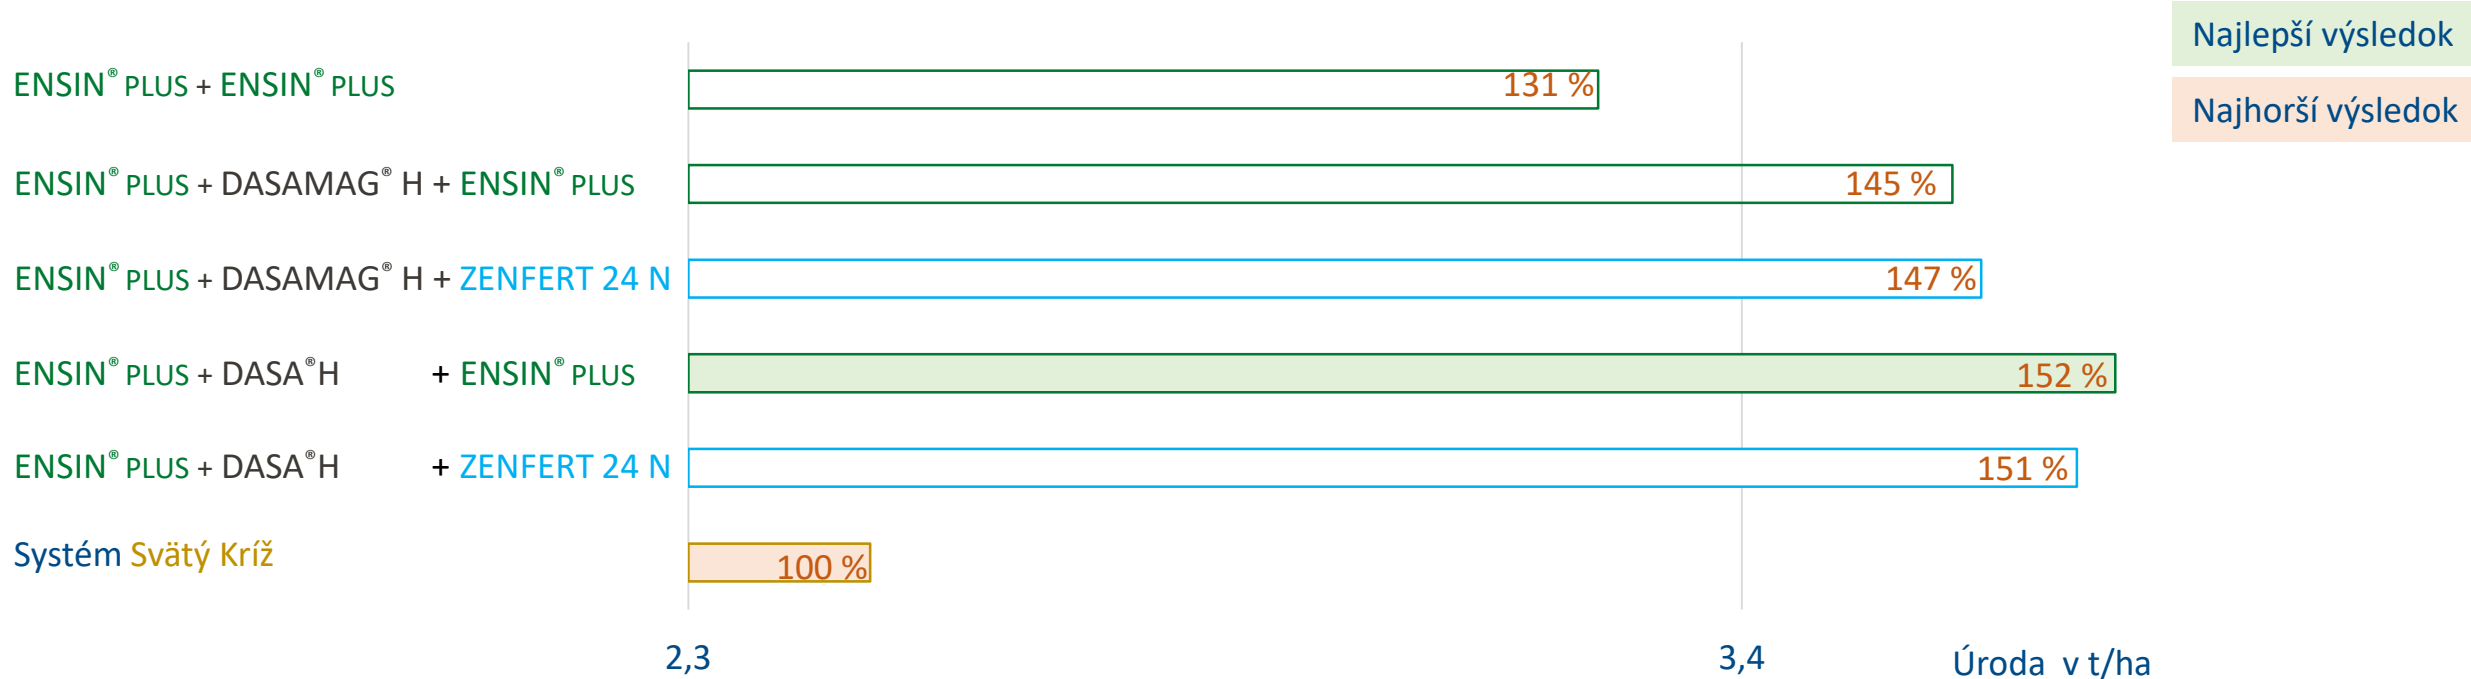 Najlepší výsledok
Najhorší výsledok
ENSIN® PLUS + ENSIN® PLUS
131 %
ENSIN® PLUS + DASAMAG® H + ENSIN® PLUS
145 %
ENSIN® PLUS + DASAMAG® H + ZENFERT 24 N
147 %
ENSIN® PLUS + DASA®H + ENSIN® PLUS
152 %
ENSIN® PLUS + DASA®H + ZENFERT 24 N
151 %
Systém Svätý Kríž
100 %
2,3
3,4
Úroda v t/ha